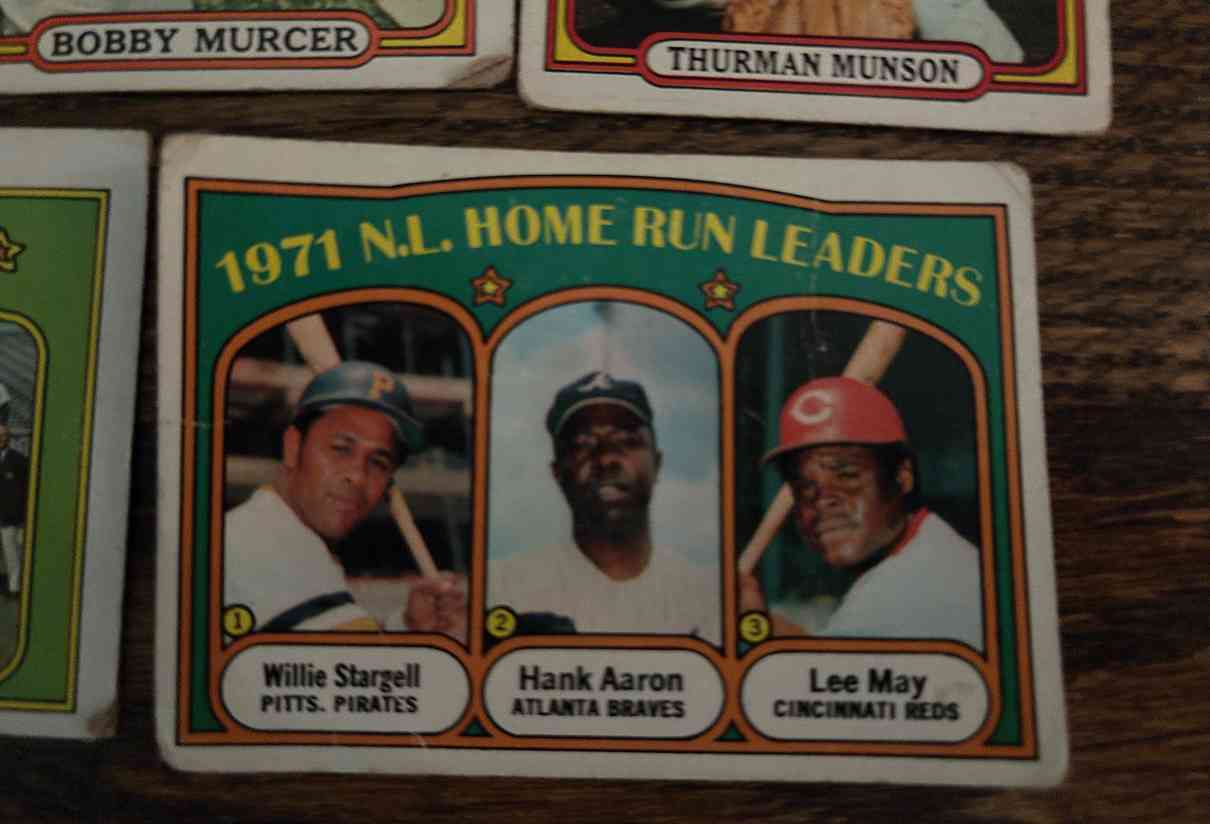 BOBBY MURCER
THURMAN MUNSON
1971 N.L. HOME RUN LEADERS
P
A
C
1
2
3
Willie Stargell
PITTS. PIRATES
Hank Aaron
ATLANTA BRAVES
Lee May
CINCINNATI REDS